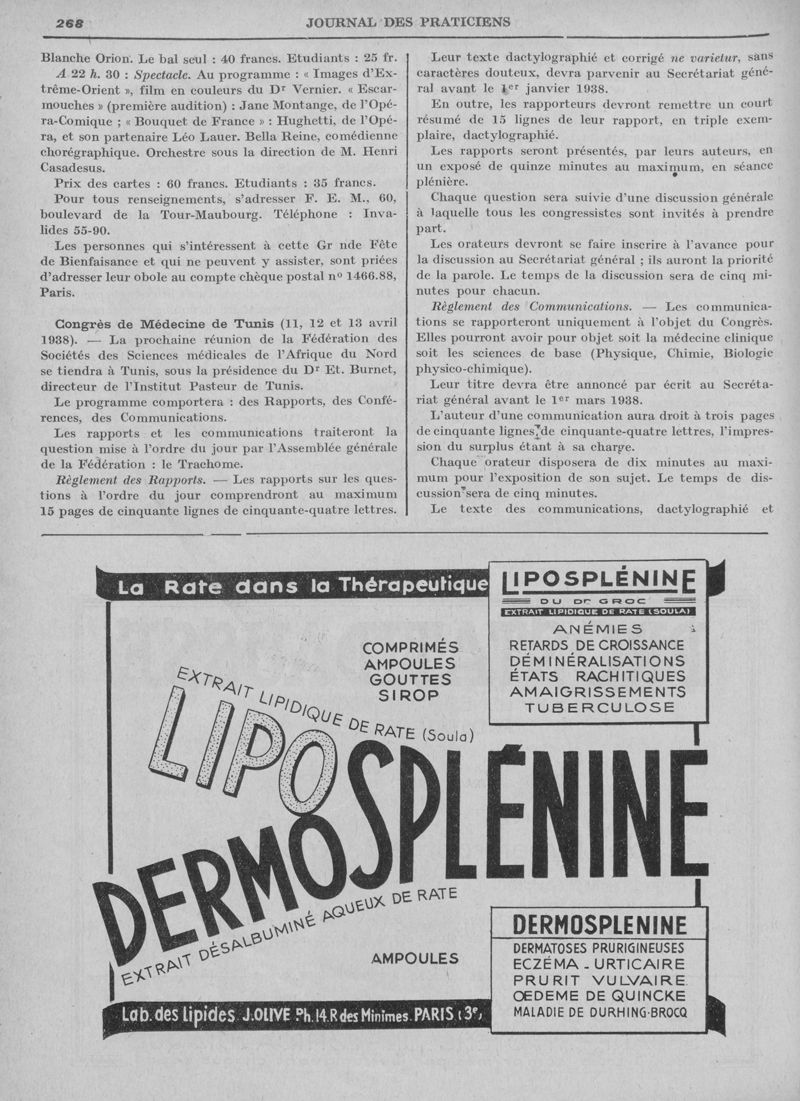 268
JOURNAL DES PRATICIENS
Blanche Orion. Le bal seul : 40 francs. Etudiants : 25 fr.
A 22 h. 30 : Spectacle. Au programme : « Images d'Ex-
trême-Orient », film en couleurs du Dr Vernier. « Escar-
mouches » (première audition) : Jane Montange, de l'Opé-
ra-Comique ; « Bouquet de France » : Hughetti, de l'Opé-
ra, et son partenaire Léo Lauer. Bella Reine, comédienne
chorégraphique. Orchestre sous la direction de M. Henri
Casadesus.
Prix des cartes : 60 francs. Etudiants : 35 francs.
Pour tous renseignements, s'adresser F. E. M., 60,
boulevard de la Tour-Maubourg. Téléphone : Inva-
lides 55-90.
Les personnes qui s'intéressent à cette Gr nde Fête
de Bienfaisance et qui ne peuvent y assister, sont priées
d'adresser leur obole au compte chèque postal no 1466.88,
Paris.
Congrès de Médecine de Tunis (11, 12 et 13 avril
1938). — La prochaine réunion de la Fédération des
Sociétés des Sciences médicales de l'Afrique du Nord
se tiendra à Tunis, sous la présidence du Dr Et. Burnet,
directeur de l'Institut Pasteur de Tunis.
Le programme comportera : des Rapports, des Confé-
rences, des Communications.
Les rapports et les communications traiteront la
question mise à l'ordre du jour par l'Assemblée générale
de la Fédération : le Trachome.
Règlement des Rapports. — Les rapports sur les ques-
tions à l'ordre du jour comprendront au maximum
15 pages de cinquante lignes de cinquante-quatre lettres.
Leur texte dactylographié et corrigé ne varietur, sans
caractères douteux, devra parvenir au Secrétariat géné-
ral avant le 1er janvier 1938.
En outre, les rapporteurs devront remettre un court
résumé de 15 lignes de leur rapport, en triple exem-
plaire, dactylographié.
Les rapports seront présentés, par leurs auteurs, en
un exposé de quinze minutes au maximum, en séance
plénière.
Chaque question sera suivie d'une discussion générale
à laquelle tous les congressistes sont invités à prendre
part.
Les orateurs devront se faire inscrire à l'avance pour
la discussion au Secrétariat général ; ils auront la priorité
de la parole. Le temps de la discussion sera de cinq mi-
nutes pour chacun.
Règlement des Communications. — Les communica-
tions se rapporteront uniquement à l'objet du Congrès.
Elles pourront avoir pour objet soit la médecine clinique
soit les sciences de base (Physique, Chimie, Biologie
physico-chimique).
Leur titre devra être annoncé par écrit au Secréta-
riat général avant le 1er mars 1938.
L'auteur d'une communication aura droit à trois pages
de cinquante lignes de cinquante-quatre lettres, l'impres-
sion du surplus étant à sa charge.
Chaque orateur disposera de dix minutes au maxi-
mum pour l'exposition de son sujet. Le temps de dis-
cussion sera de cinq minutes.
Le texte des communications, dactylographié et
La Rate dans la Thérapeutique
LIPOSPLÉNINE
DU Dr GROC
EXTRAIT LIPIDIQUE DE RATE (SOULA)
ANÉMIES
RETARDS DE CROISSANCE
DÉMINÉRALISATIONS
ÉTATS RACHITIQUES
AMAIGRISSEMENTS
TUBERCULOSE
COMPRIMÉS
AMPOULES
GOUTTES
SIROP
EXTRAIT LIPIDIQUE DE RATE (Soula)
LIPO
DERMOSPLÉNINE
EXTRAIT DÉSALBUMINÉ AQUEUX DE RATE
AMPOULES
DERMOSPLENINE
DERMATOSES PRURIGINEUSES
ECZÉMA - URTICAIRE
PRURIT VULVAIRE
ŒDEME DE QUINCKE
MALADIE DE DURHING-BROCQ
Lab. des Lipides J. OLIVE Ph. 14 R des Minimes. PARIS (3e)